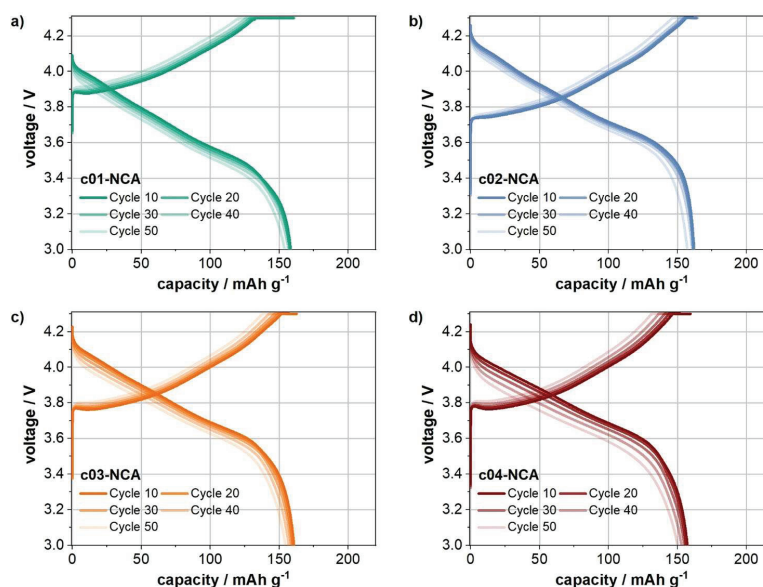 a)
4.2
4.0
3.8
3.6
3.4
3.2
3.0
voltage / V
c01-NCA
Cycle 10 Cycle 20
Cycle 30 Cycle 40
Cycle 50
0 50 100 150 200
capacity / mAh g⁻¹
b)
4.2
4.0
3.8
3.6
3.4
3.2
3.0
voltage / V
c02-NCA
Cycle 10 Cycle 20
Cycle 30 Cycle 40
Cycle 50
0 50 100 150 200
capacity / mAh g⁻¹
c)
4.2
4.0
3.8
3.6
3.4
3.2
3.0
voltage / V
c03-NCA
Cycle 10 Cycle 20
Cycle 30 Cycle 40
Cycle 50
0 50 100 150 200
capacity / mAh g⁻¹
d)
4.2
4.0
3.8
3.6
3.4
3.2
3.0
voltage / V
c04-NCA
Cycle 10 Cycle 20
Cycle 30 Cycle 40
Cycle 50
0 50 100 150 200
capacity / mAh g⁻¹